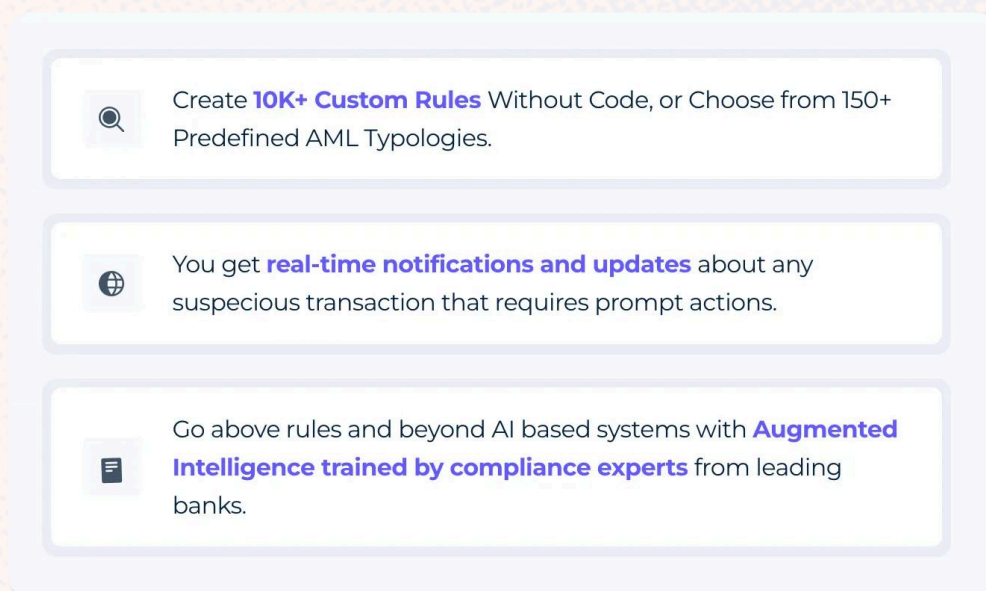 Create 10K+ Custom Rules Without Code, or Choose from 150+
Predefined AML Typologies.
You get real-time notifications and updates about any
suspecious transaction that requires prompt actions.
Go above rules and beyond AI based systems with Augmented
Intelligence trained by compliance experts from leading
banks.